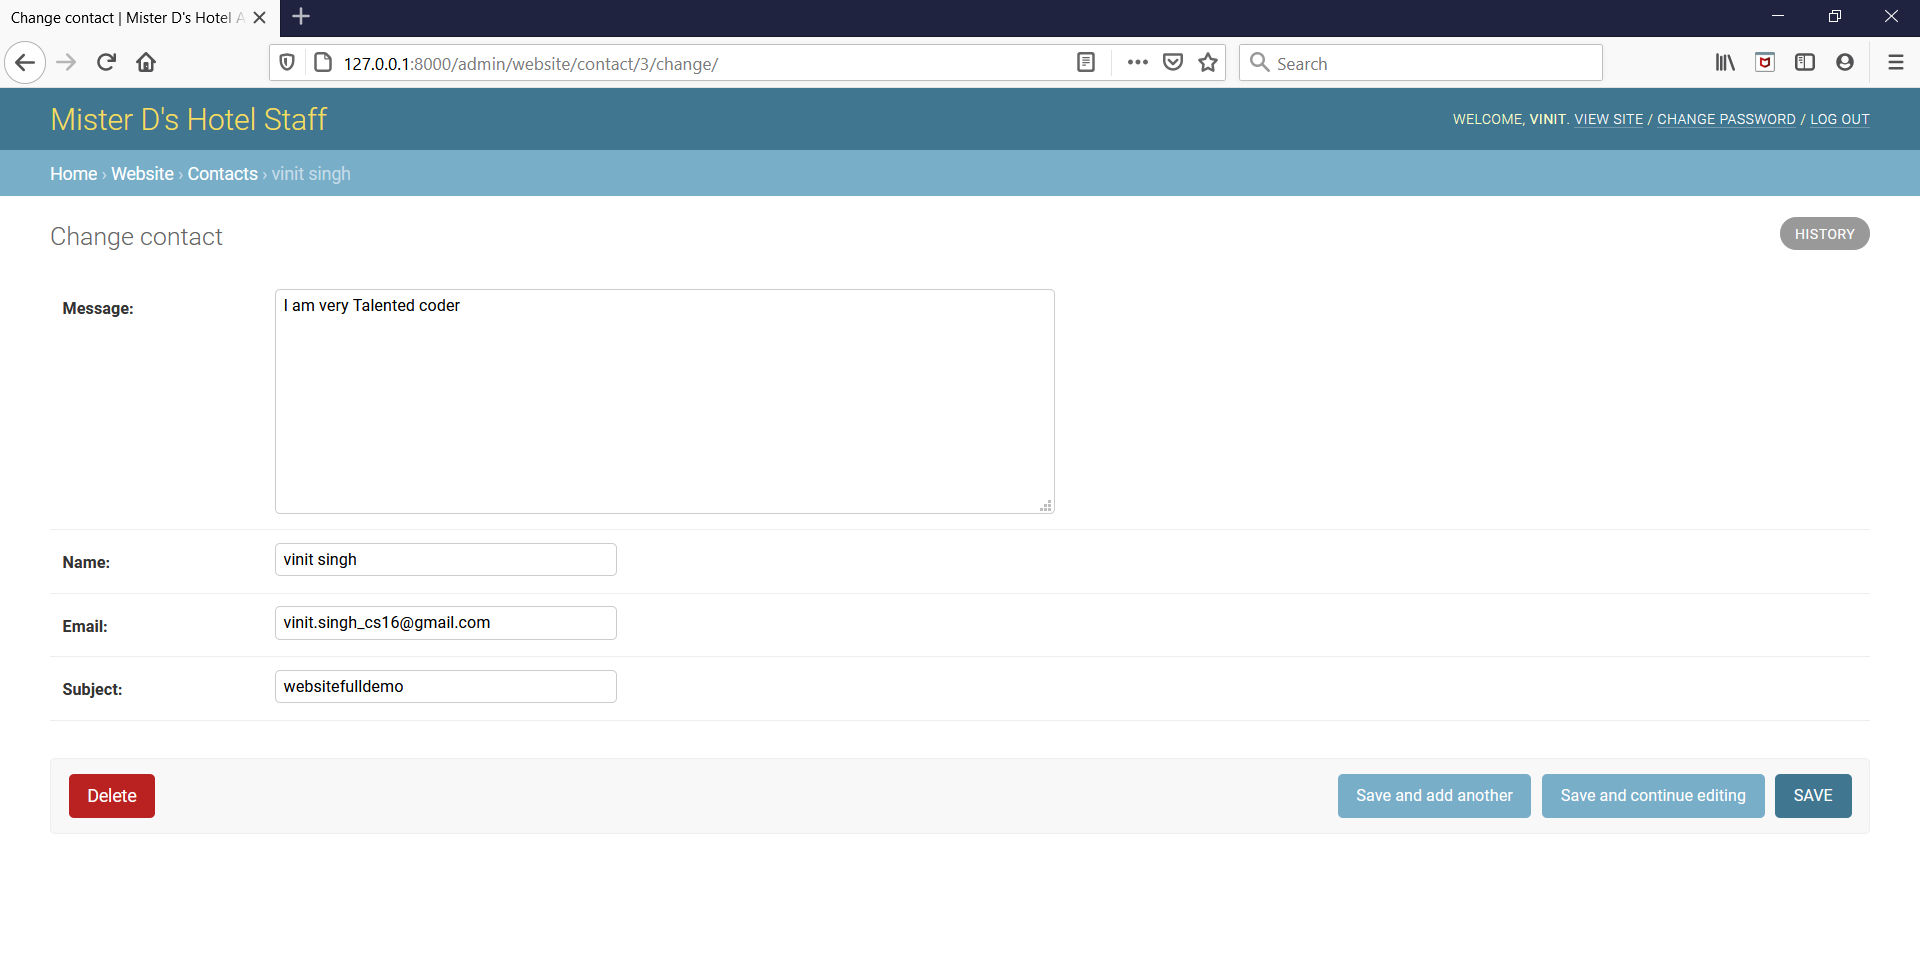 Change contact | Mister D's Hotel A
127.0.0.1:8000/admin/website/contact/3/change/
Search
Mister D's Hotel Staff
WELCOME, VINIT. VIEW SITE / CHANGE PASSWORD / LOG OUT
Home › Website › Contacts › vinit singh
Change contact
HISTORY
Message:
I am very Talented coder
Name:
vinit singh
Email:
vinit.singh_cs16@gmail.com
Subject:
websitefulldemo
Delete
Save and add another
Save and continue editing
SAVE